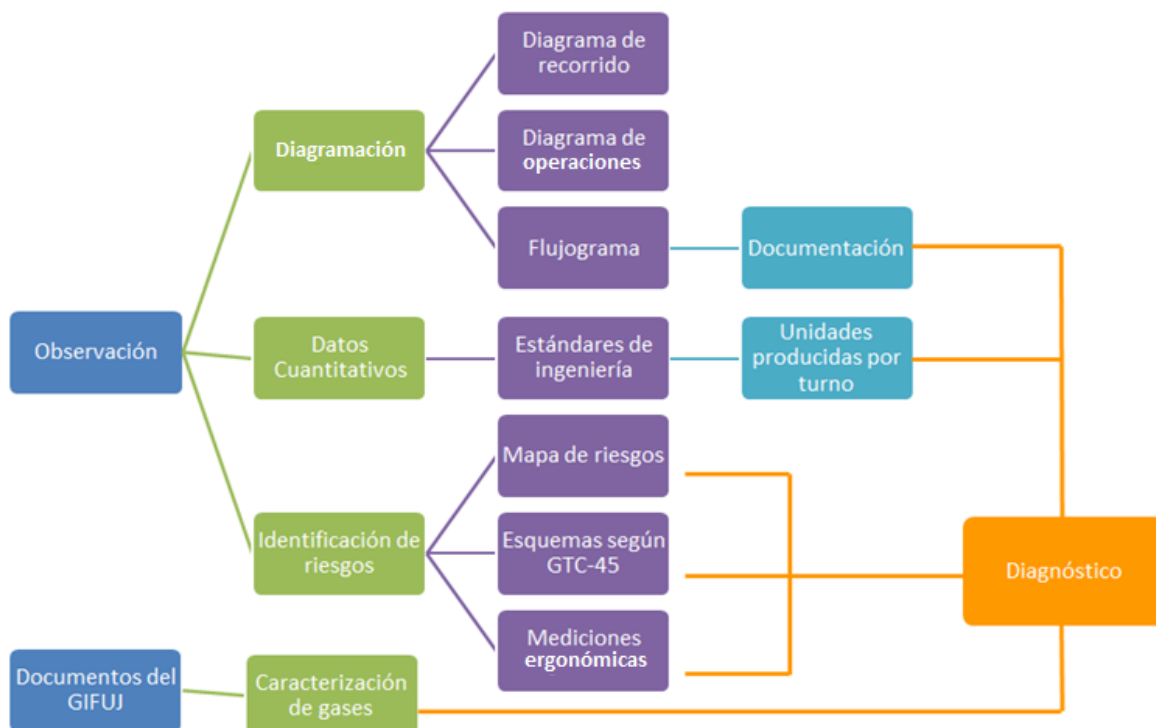 Diagrama de
recorrido
Diagramación
Diagrama de
operaciones
Flujograma
Documentación
Observación
Datos
Cuantitativos
Estándares de
ingeniería
Unidades
producidas por
turno
Mapa de riesgos
Identificación de
riesgos
Esquemas según
GTC-45
Diagnóstico
Mediciones
ergonómicas
Documentos del
GIFUJ
Caracterización
de gases